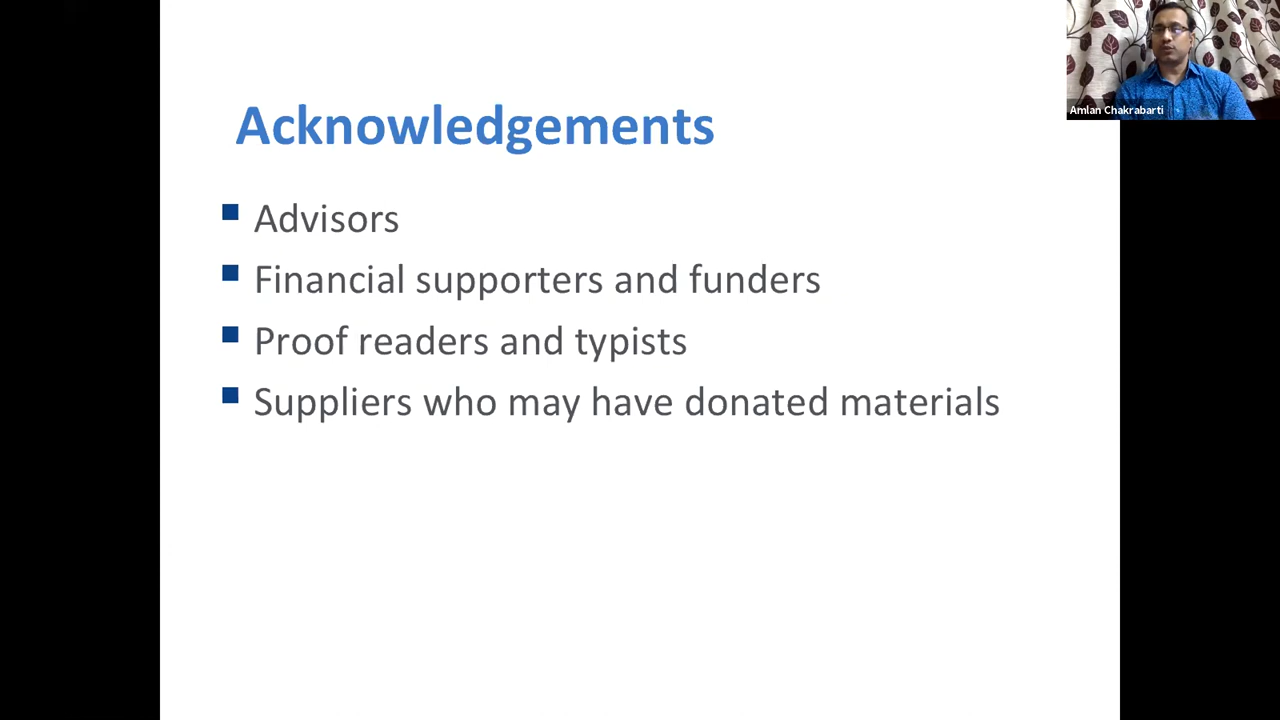 Amlan Chakrabarti
Acknowledgements
Advisors
Financial supporters and funders
Proof readers and typists
Suppliers who may have donated materials